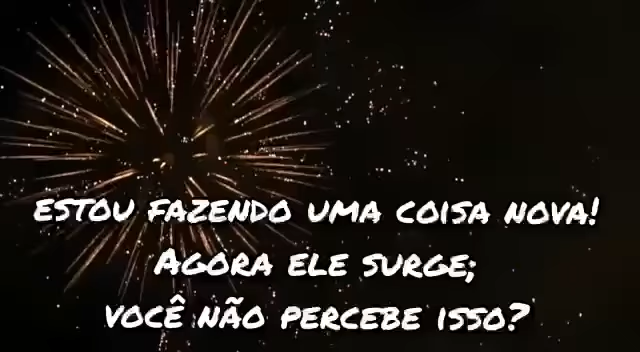 ESTOU FAZENDO UMA COISA NOVA!
AGORA ELE SURGE;
VOCÊ NÃO PERCEBE ISSO?